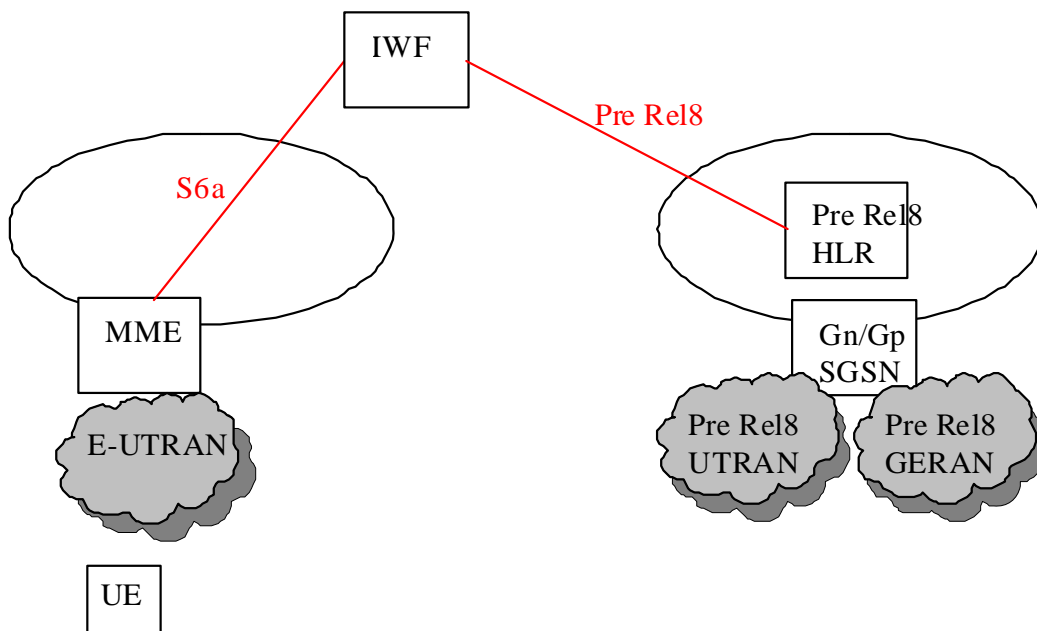 IWF
Pre Rel8
S6a
Pre Rel8
HLR
MME
Gn/Gp
SGSN
E-UTRAN
Pre Rel8
UTRAN
Pre Rel8
GERAN
UE